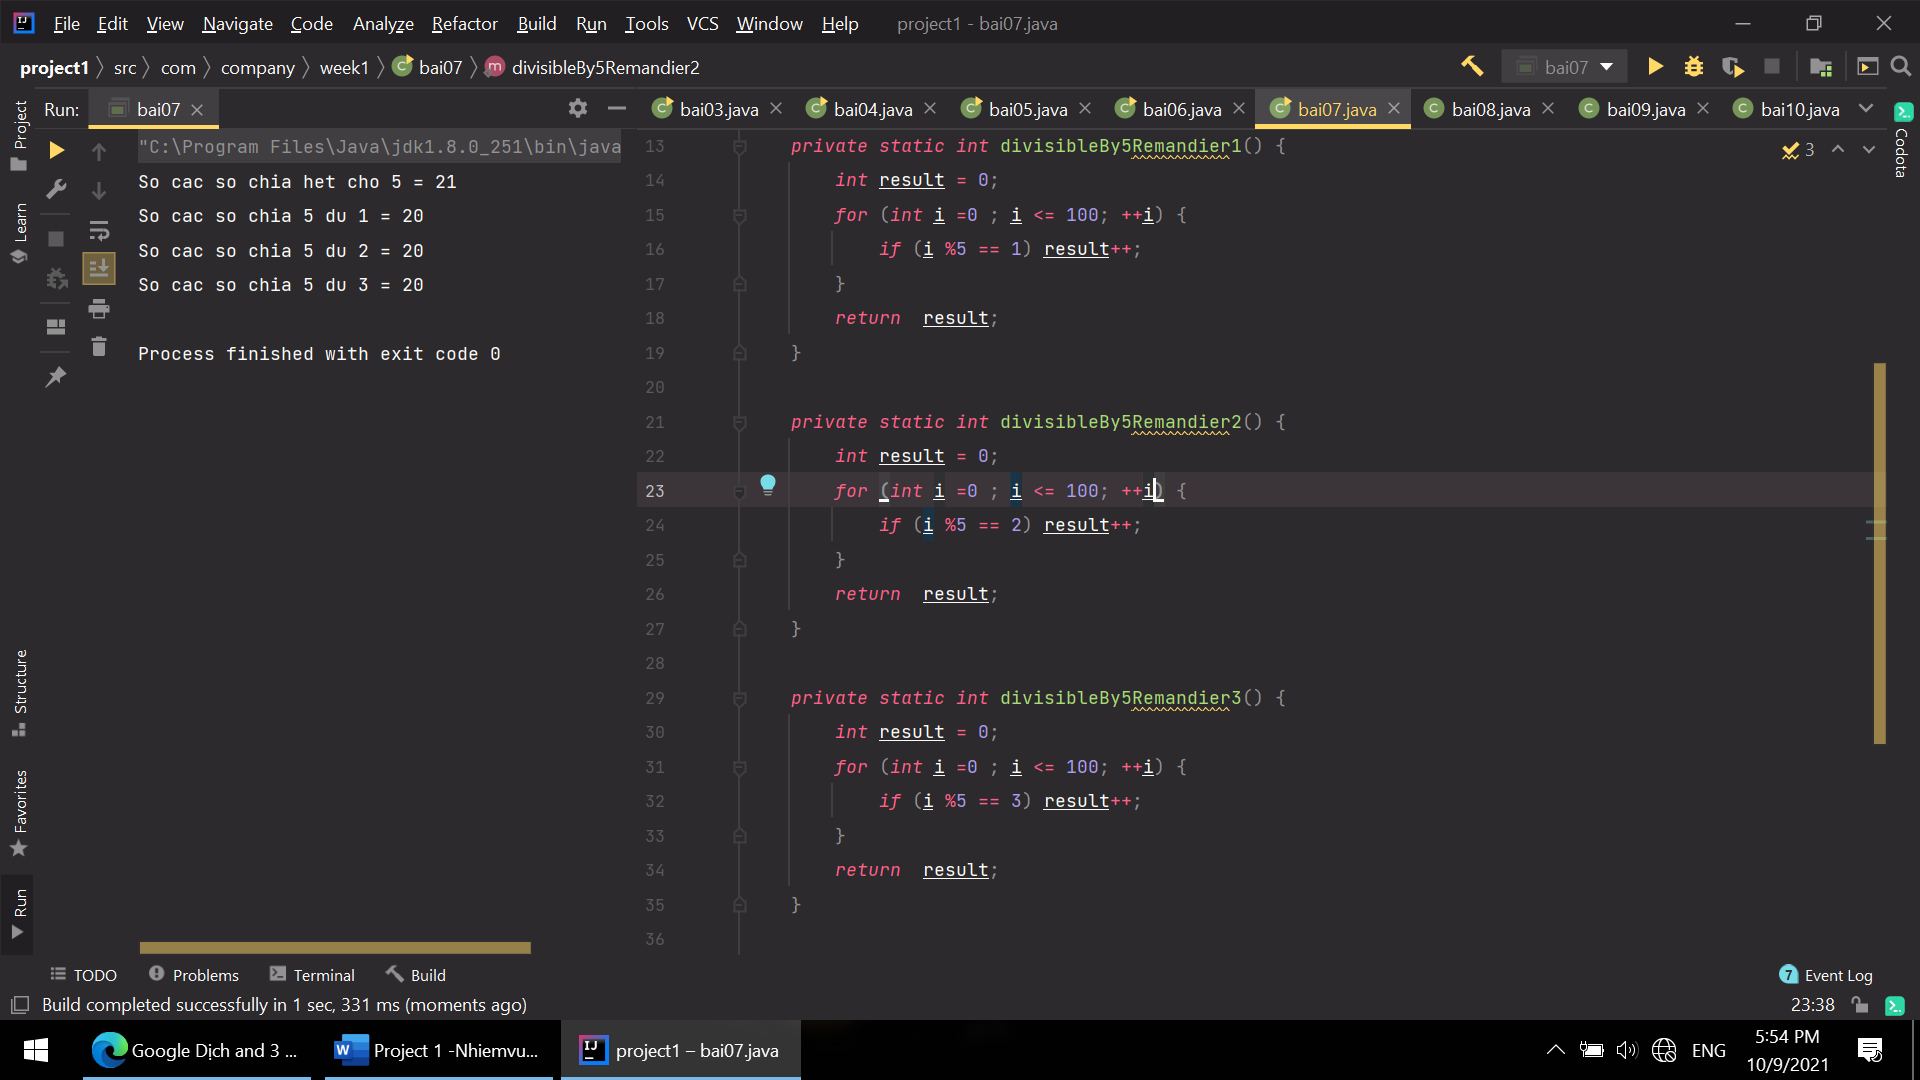 File Edit View Navigate Code Analyze Refactor Build Run Tools VCS Window Help project1 - bai07.java
project1 src com company week1 bai07 divisibleBy5Remandier2 bai07
Run: bai07
bai03.java bai04.java bai05.java bai06.java bai07.java bai08.java bai09.java bai10.java
"C:\Program Files\Java\jdk1.8.0_251\bin\java
So cac so chia het cho 5 = 21
So cac so chia 5 du 1 = 20
So cac so chia 5 du 2 = 20
So cac so chia 5 du 3 = 20
Process finished with exit code 0
13 private static int divisibleBy5Remandier1() {
14 int result = 0;
15 for (int i =0 ; i <= 100; ++i) {
16 if (i %5 == 1) result++;
17 }
18 return  result;
19 }
20
21 private static int divisibleBy5Remandier2() {
22 int result = 0;
23 for (int i =0 ; i <= 100; ++i) {
24 if (i %5 == 2) result++;
25 }
26 return  result;
27 }
28
29 private static int divisibleBy5Remandier3() {
30 int result = 0;
31 for (int i =0 ; i <= 100; ++i) {
32 if (i %5 == 3) result++;
33 }
34 return  result;
35 }
36
3
Project
Learn
Structure
Favorites
Run
Codota
TODO Problems Terminal Build 7 Event Log
Build completed successfully in 1 sec, 331 ms (moments ago) 23:38
Google Dịch and 3 ... Project 1 -Nhiemvu... project1 – bai07.java ENG
5:54 PM
10/9/2021